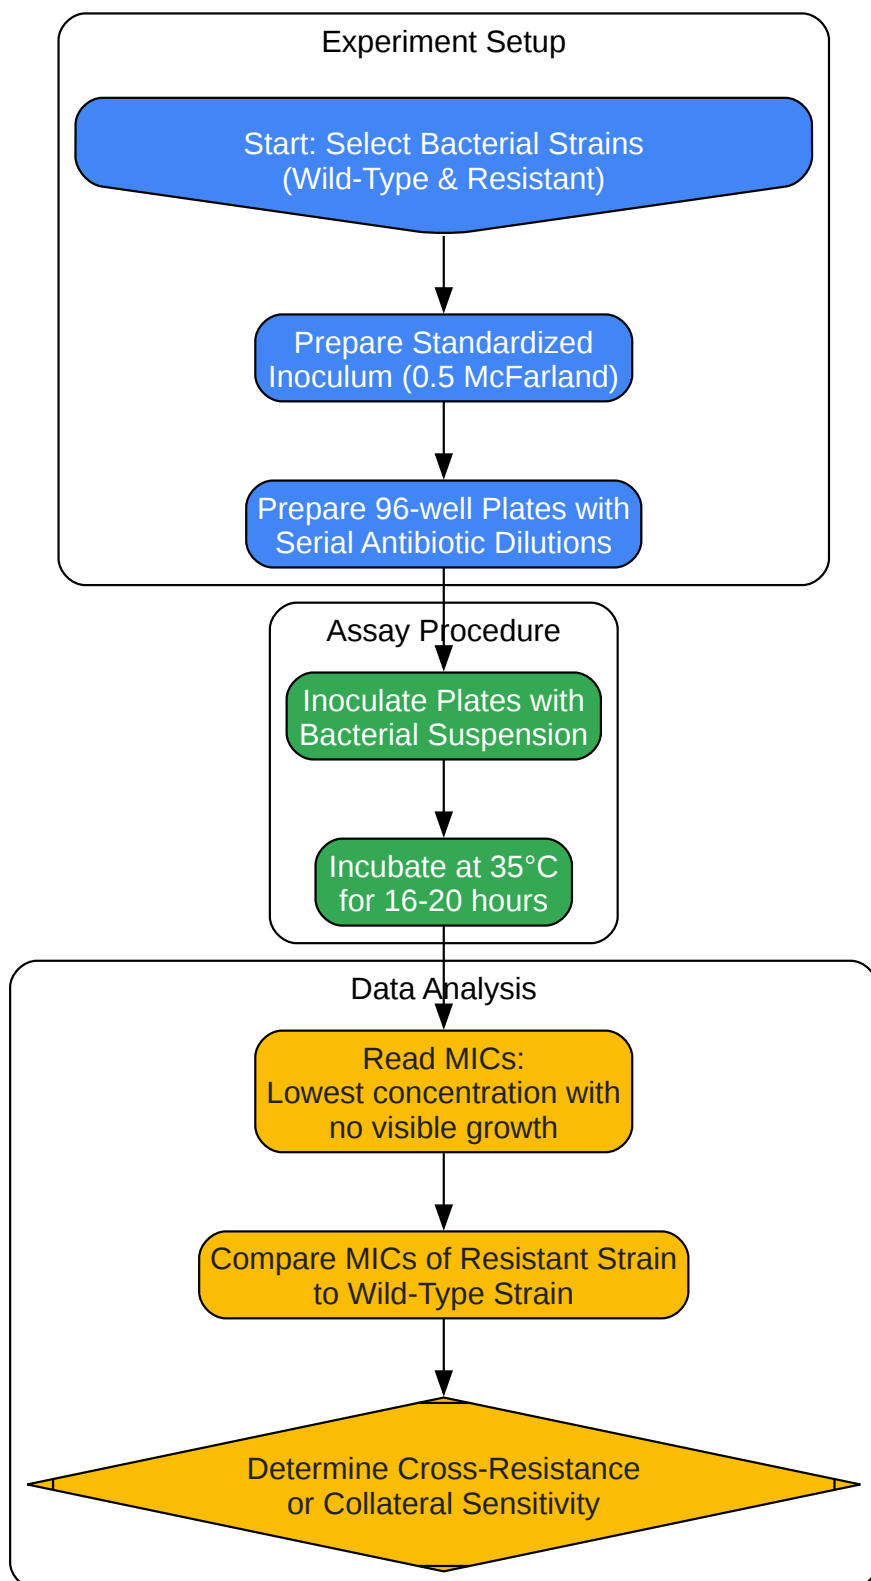 Experiment Setup
Start: Select Bacterial Strains
(Wild-Type & Resistant)
Prepare Standardized
Inoculum (0.5 McFarland)
Prepare 96-well Plates with
Serial Antibiotic Dilutions
Assay Procedure
Inoculate Plates with
Bacterial Suspension
Incubate at 35°C
for 16-20 hours
Data Analysis
Read MICs:
Lowest concentration with
no visible growth
Compare MICs of Resistant Strain
to Wild-Type Strain
Determine Cross-Resistance
or Collateral Sensitivity